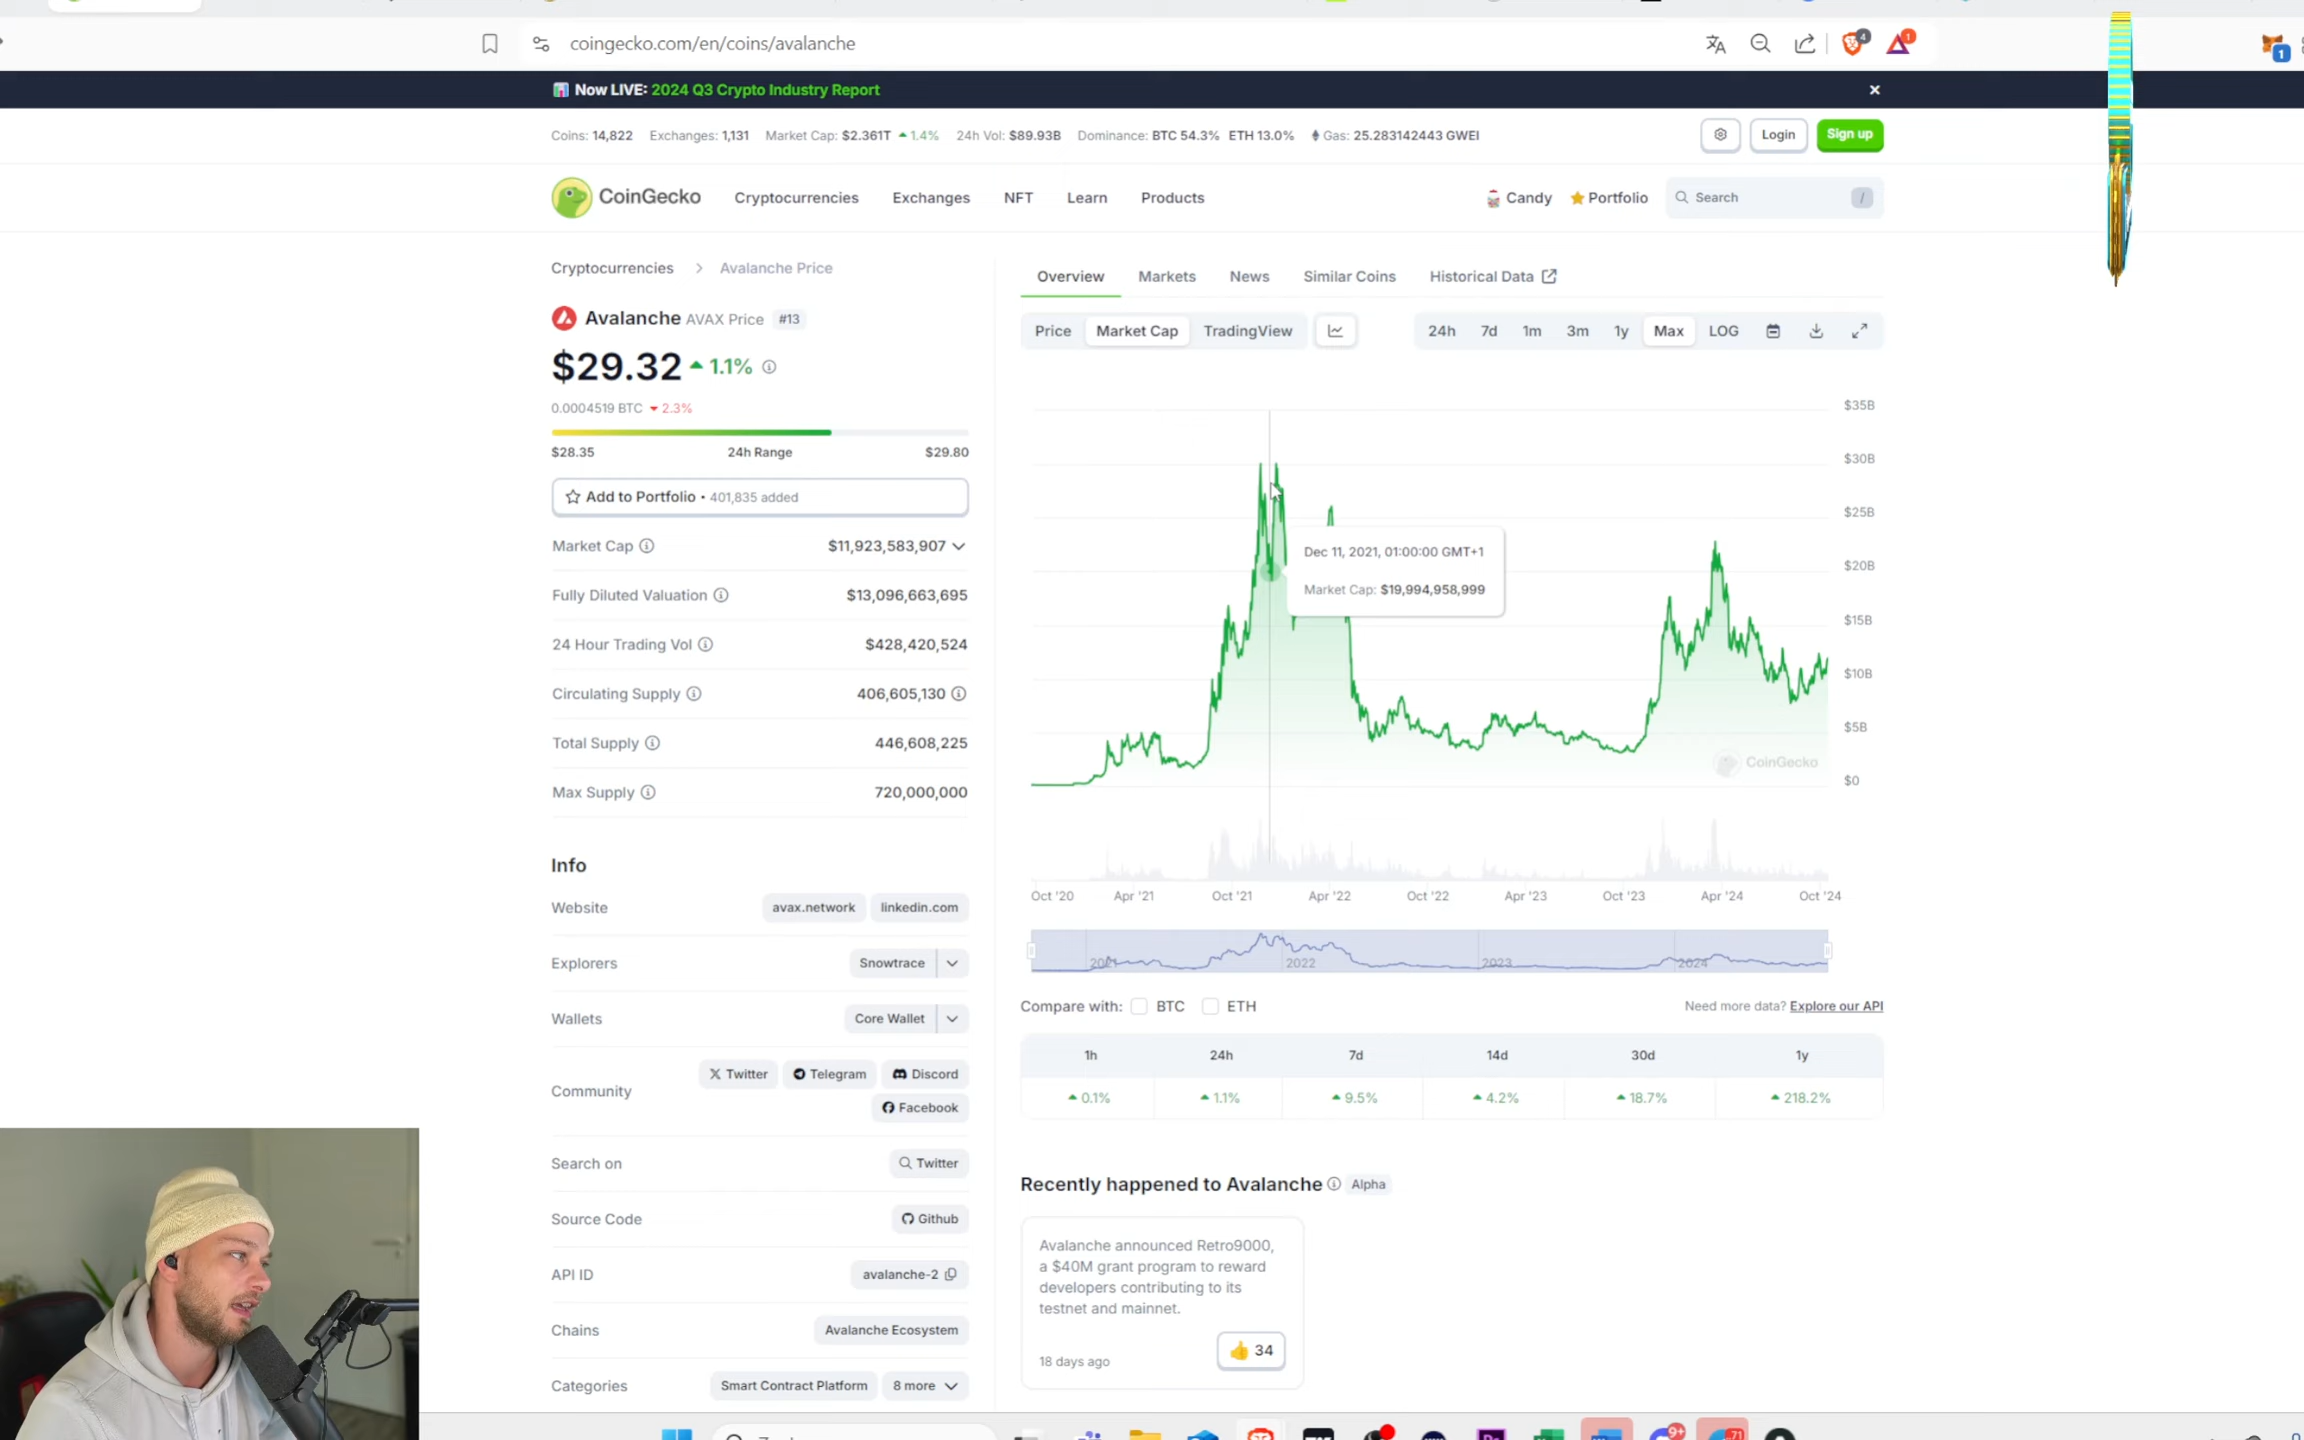 coingecko.com/en/coins/avalanche
4
1
1
Now LIVE: 2024 Q3 Crypto Industry Report
Coins: 14,822 Exchanges: 1,131 Market Cap: $2.361T 1.4% 24h Vol: $89.93B Dominance: BTC 54.3% ETH 13.0% Gas: 25.283142443 GWEI
Login
Sign up
CoinGecko
Cryptocurrencies Exchanges NFT Learn Products
Candy Portfolio
Search /
Cryptocurrencies > Avalanche Price
Avalanche AVAX Price #13
$29.32 1.1%
0.0004519 BTC 2.3%
$28.35 24h Range $29.80
Add to Portfolio • 401,835 added
Market Cap $11,923,583,907
Fully Diluted Valuation $13,096,663,695
24 Hour Trading Vol $428,420,524
Circulating Supply 406,605,130
Total Supply 446,608,225
Max Supply 720,000,000
Info
Website avax.network linkedin.com
Explorers Snowtrace
Wallets Core Wallet
Community Twitter Telegram Discord
Facebook
Search on Twitter
Source Code Github
API ID avalanche-2
Chains Avalanche Ecosystem
Categories Smart Contract Platform 8 more
Overview Markets News Similar Coins Historical Data
Price Market Cap TradingView
24h 7d 1m 3m 1y Max LOG
$35B
$30B
$25B
$20B
$15B
$10B
$5B
$0
Dec 11, 2021, 01:00:00 GMT+1
Market Cap: $19,994,958,999
CoinGecko
Oct '20 Apr '21 Oct '21 Apr '22 Oct '22 Apr '23 Oct '23 Apr '24 Oct '24
2021 2022 2023 2024
Compare with: BTC ETH
Need more data? Explore our API
1h 24h 7d 14d 30d 1y
0.1% 1.1% 9.5% 4.2% 18.7% 218.2%
Recently happened to Avalanche Alpha
Avalanche announced Retro9000,
a $40M grant program to reward
developers contributing to its
testnet and mainnet.
18 days ago
34
9+
71